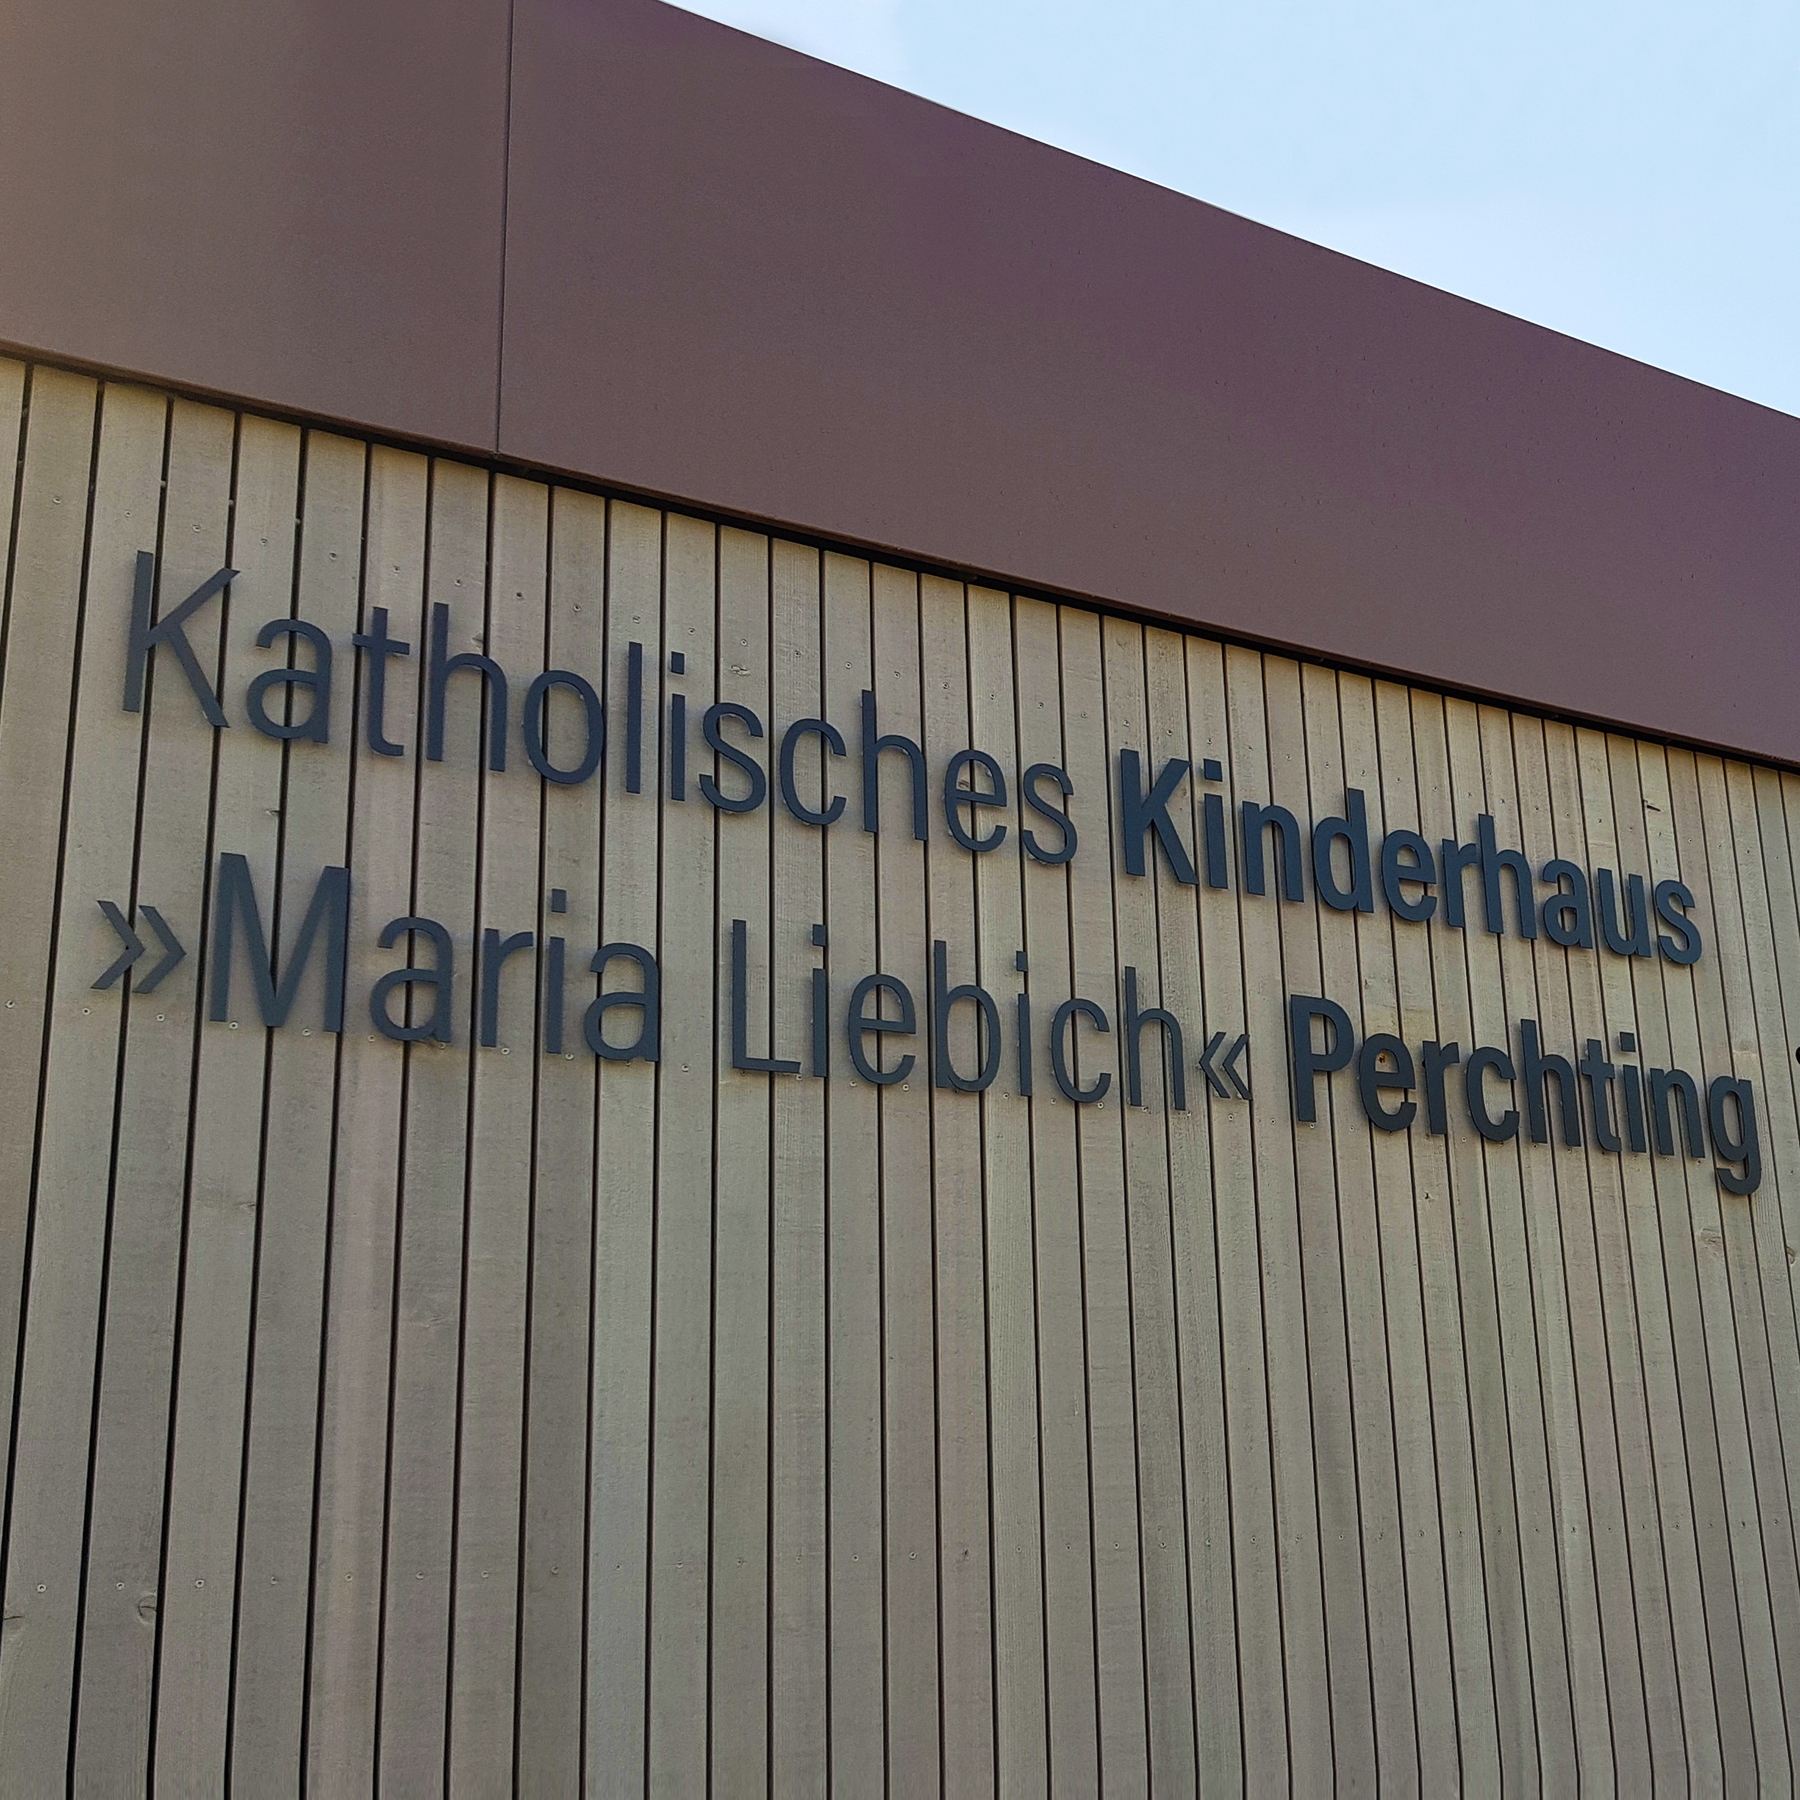 Katholisches Kinderhaus
»Maria Liebich« Perchting